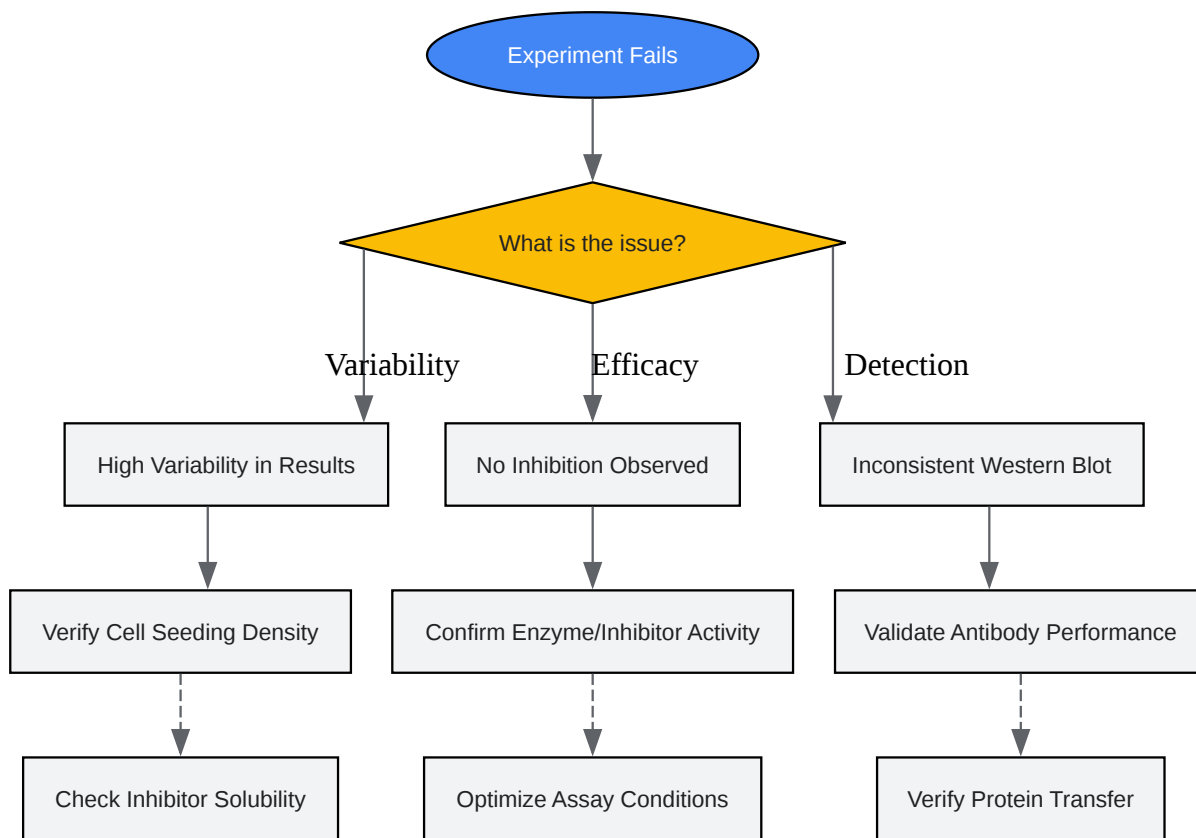 Experiment Fails
What is the issue?
Variability
Efficacy
Detection
High Variability in Results
No Inhibition Observed
Inconsistent Western Blot
Verify Cell Seeding Density
Confirm Enzyme/Inhibitor Activity
Validate Antibody Performance
Check Inhibitor Solubility
Optimize Assay Conditions
Verify Protein Transfer